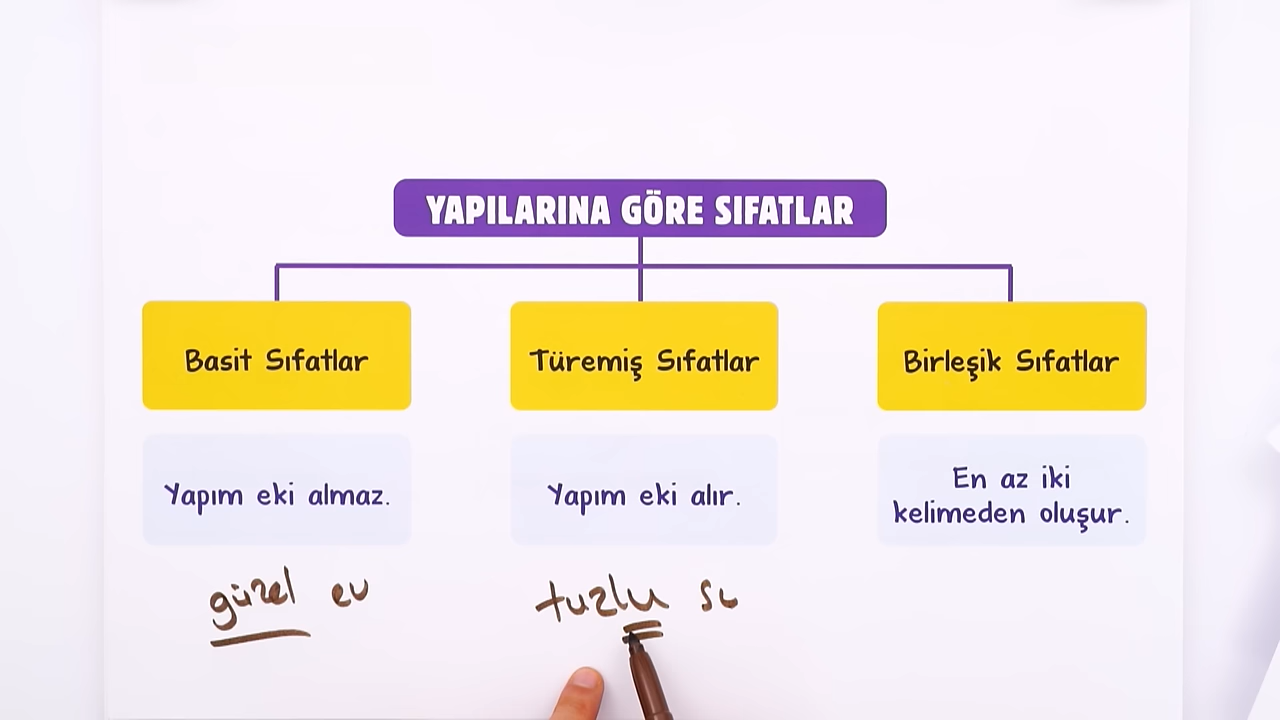 YAPILARINA GÖRE SIFATLAR
Basit Sıfatlar
Yapım eki almaz.
güzel ev
Türemiş Sıfatlar
Yapım eki alır.
tuzlu su
Birleşik Sıfatlar
En az iki
kelimeden oluşur.